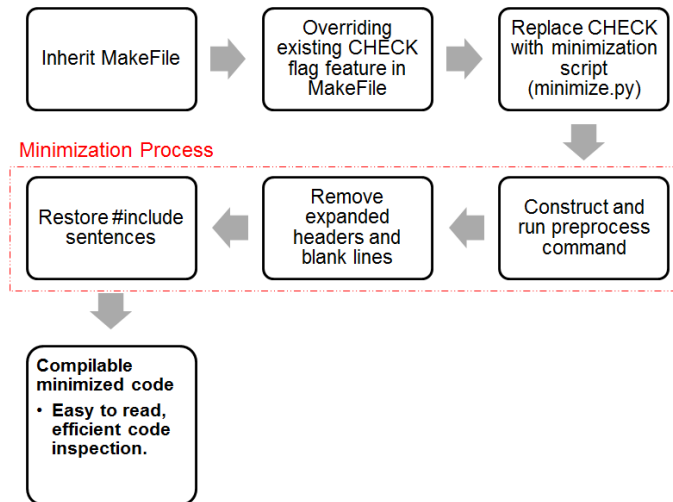 Inherit MakeFile
Overriding
existing CHECK
flag feature in
MakeFile
Replace CHECK
with minimization
script
(minimize.py)
Minimization Process
Restore #include
sentences
Remove
expanded
headers and
blank lines
Construct and
run preprocess
command
Compilable
minimized code
• Easy to read,
efficient code
inspection.